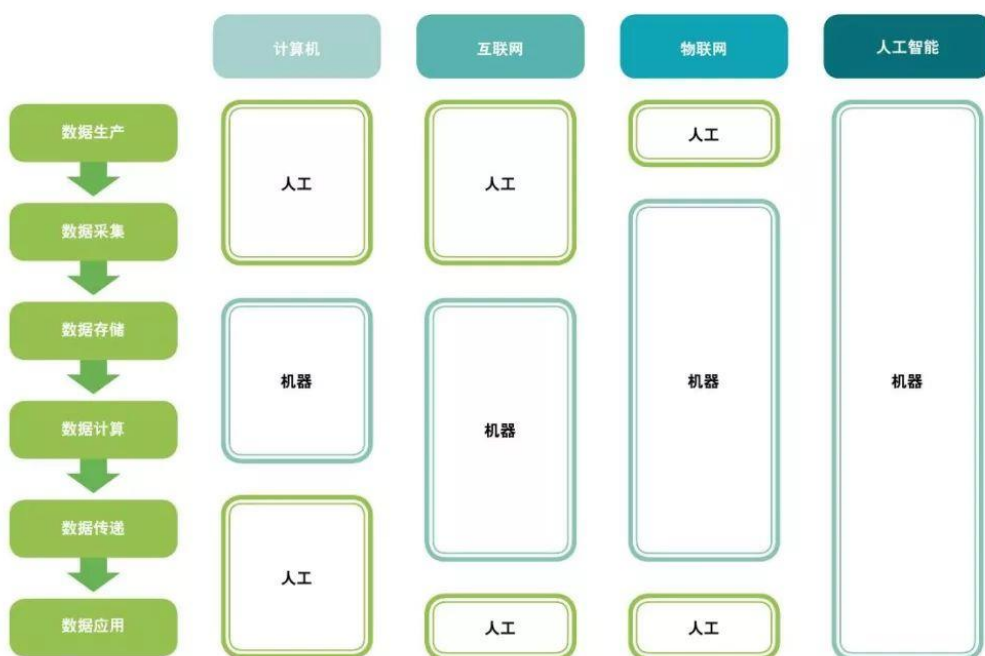 计算机
互联网
物联网
人工智能
数据生产
人工
人工
人工
数据采集
数据存储
机器
机器
机器
机器
数据计算
数据传递
人工
数据应用
人工
人工